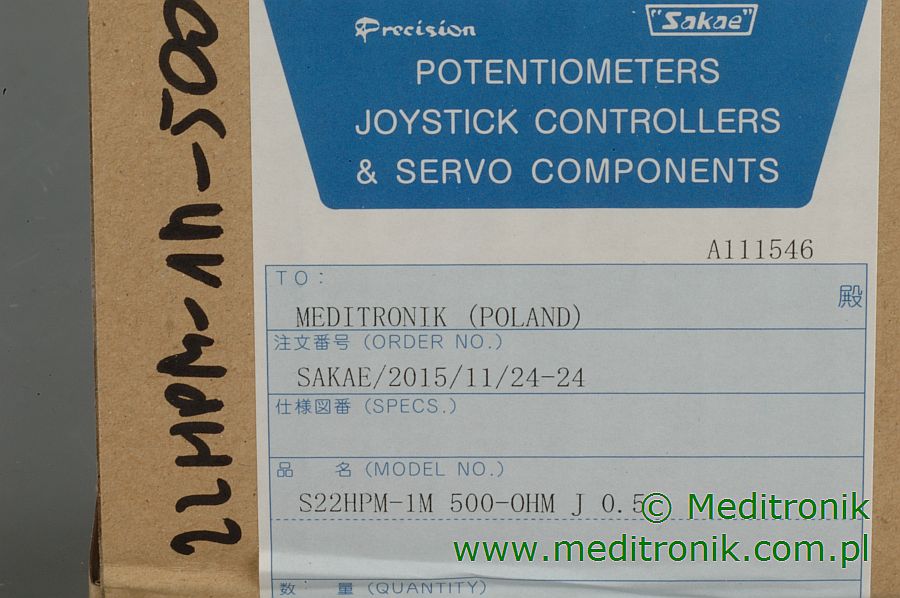 Precision "Sakae"
POTENTIOMETERS
JOYSTICK CONTROLLERS
& SERVO COMPONENTS
A111546
TO:
殿
MEDITRONIK (POLAND)
注文番号 (ORDER NO.)
SAKAE/2015/11/24-24
仕様図番 (SPECS.)
品 名 (MODEL NO.)
S22HPM-1M 500-OHM J 0.5
数 量 (QUANTITY)
22HPM-1M-500
© Meditronik
www.meditronik.com.pl